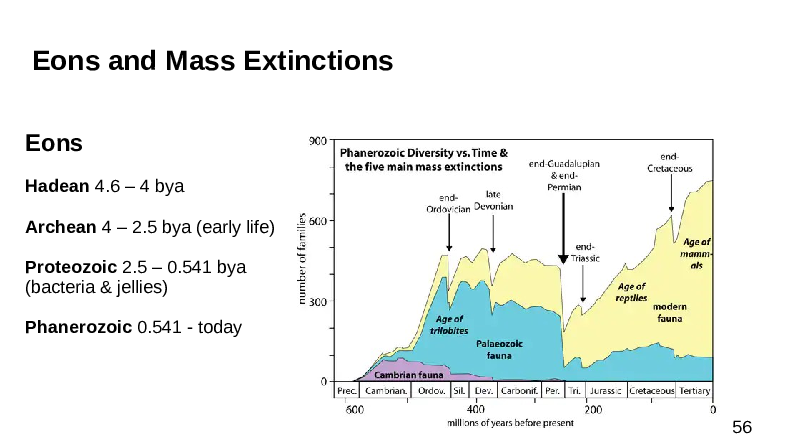 Eons and Mass Extinctions
Eons
Hadean 4.6 – 4 bya
Archean 4 – 2.5 bya (early life)
Proteozoic 2.5 – 0.541 bya
(bacteria & jellies)
Phanerozoic 0.541 - today
Phanerozoic Diversity vs. Time &
the five main mass extinctions
number of families
900
600
300
0
end-
Ordovician
late
Devonian
end-Guadalupian
& end-
Permian
end-
Triassic
end-
Cretaceous
Age of
trilobites
Palaeozoic
fauna
Cambrian fauna
Age of
reptiles
modern
fauna
Age of
mamm-
als
Prec. Cambrian. Ordov. Sil. Dev. Carbonif. Per. Tri. Jurassic Cretaceous Tertiary
600 400 200 0
millions of years before present
56